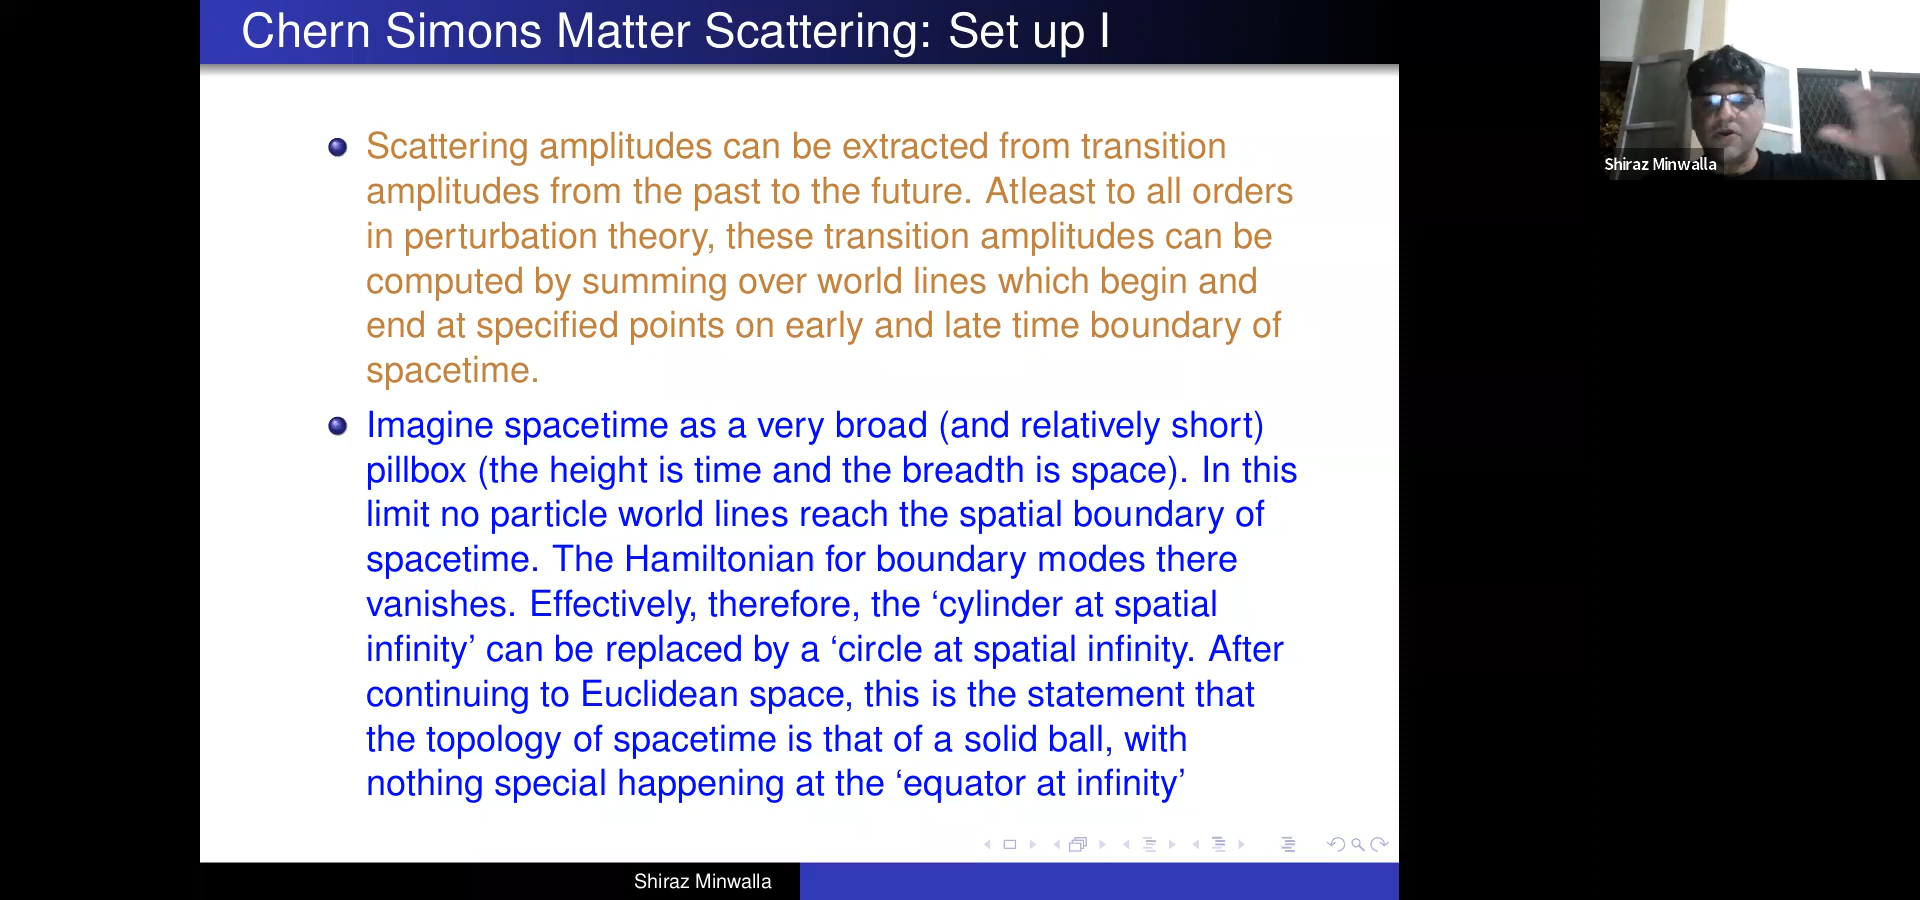 Chern Simons Matter Scattering: Set up I
Scattering amplitudes can be extracted from transition
amplitudes from the past to the future. Atleast to all orders
in perturbation theory, these transition amplitudes can be
computed by summing over world lines which begin and
end at specified points on early and late time boundary of
spacetime.
Imagine spacetime as a very broad (and relatively short)
pillbox (the height is time and the breadth is space). In this
limit no particle world lines reach the spatial boundary of
spacetime. The Hamiltonian for boundary modes there
vanishes. Effectively, therefore, the ‘cylinder at spatial
infinity’ can be replaced by a ‘circle at spatial infinity. After
continuing to Euclidean space, this is the statement that
the topology of spacetime is that of a solid ball, with
nothing special happening at the ‘equator at infinity’
Shiraz Minwalla
Shiraz Minwalla